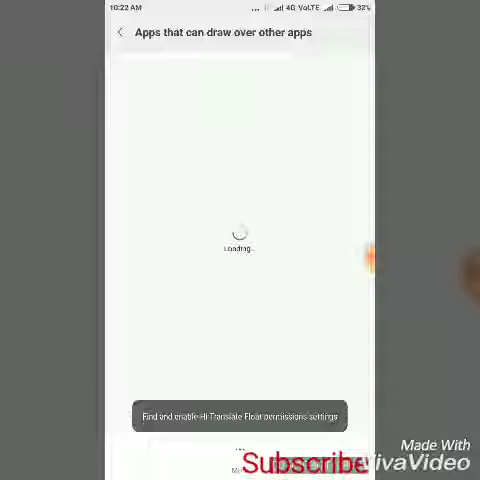 10:22 AM
... 4G VoLTE 32%
Apps that can draw over other apps
Loading...
Find and enable Hi Translate Float permissions settings
Made With
Subscribe
VivaVideo